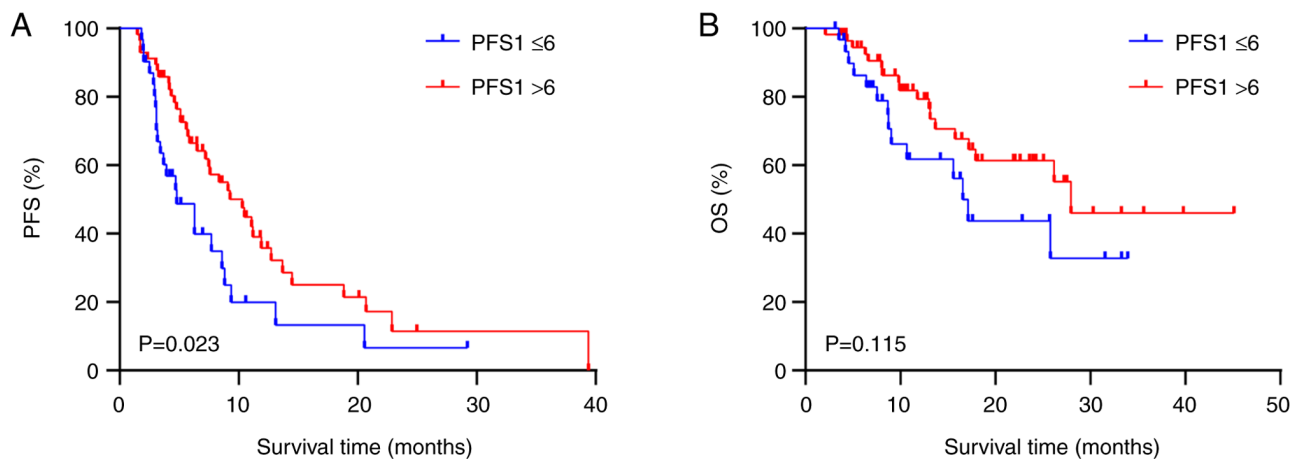 A
PFS (%)
100
80
60
40
20
0
PFS1 ≤6
PFS1 >6
P=0.023
0 10 20 30 40
Survival time (months)
B
OS (%)
100
80
60
40
20
0
PFS1 ≤6
PFS1 >6
P=0.115
0 10 20 30 40 50
Survival time (months)